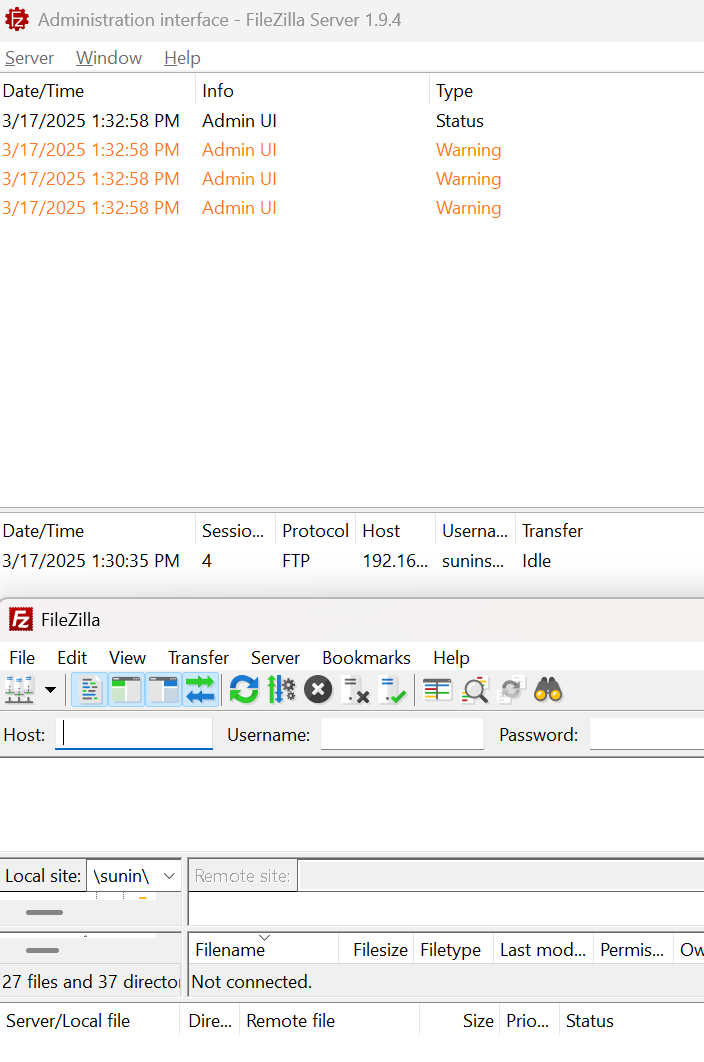 Administration interface - FileZilla Server 1.9.4
Server Window Help
Date/Time Info Type
3/17/2025 1:32:58 PM Admin UI Status
3/17/2025 1:32:58 PM Admin UI Warning
3/17/2025 1:32:58 PM Admin UI Warning
3/17/2025 1:32:58 PM Admin UI Warning
Date/Time Sessio... Protocol Host Userna... Transfer
3/17/2025 1:30:35 PM 4 FTP 192.16... sunins... Idle
FileZilla
File Edit View Transfer Server Bookmarks Help
Host: Username: Password:
Local site: \sunin\ Remote site:
Filename Filesize Filetype Last mod... Permis... Ow
27 files and 37 director Not connected.
Server/Local file Dire... Remote file Size Prio... Status